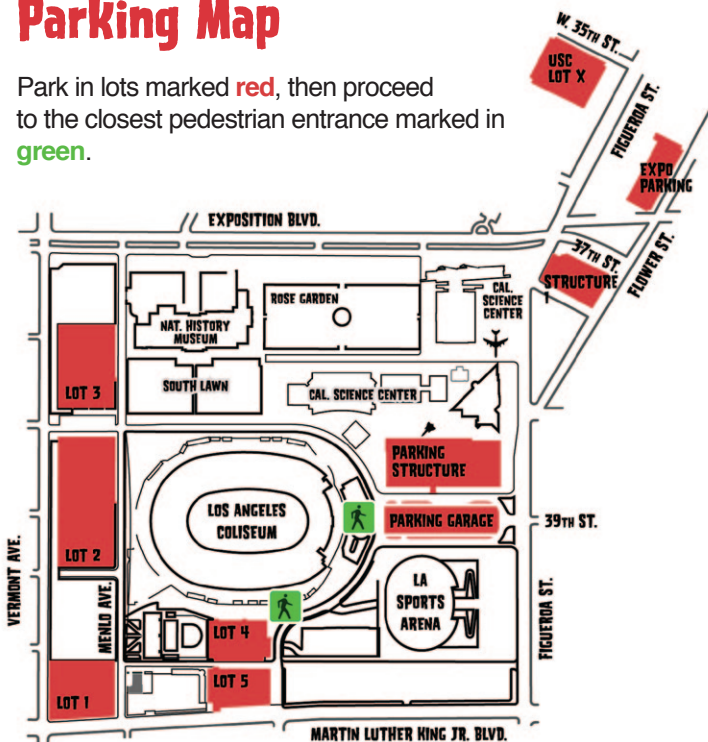 Parking Map
Park in lots marked red, then proceed
to the closest pedestrian entrance marked in
green.
W. 35TH ST.
USC
LOT X
FIGUEROA ST.
EXPO
PARKING
EXPOSITION BLVD.
37TH ST.
STRUCTURE
1
FLOWER ST.
ROSE GARDEN
CAL.
SCIENCE
CENTER
NAT. HISTORY
MUSEUM
LOT 3
SOUTH LAWN
CAL. SCIENCE CENTER
PARKING
STRUCTURE
LOS ANGELES
COLISEUM
PARKING GARAGE
39TH ST.
LOT 2
VERMONT AVE.
MENLO AVE.
LA
SPORTS
ARENA
FIGUEROA ST.
LOT 4
LOT 5
LOT 1
MARTIN LUTHER KING JR. BLVD.